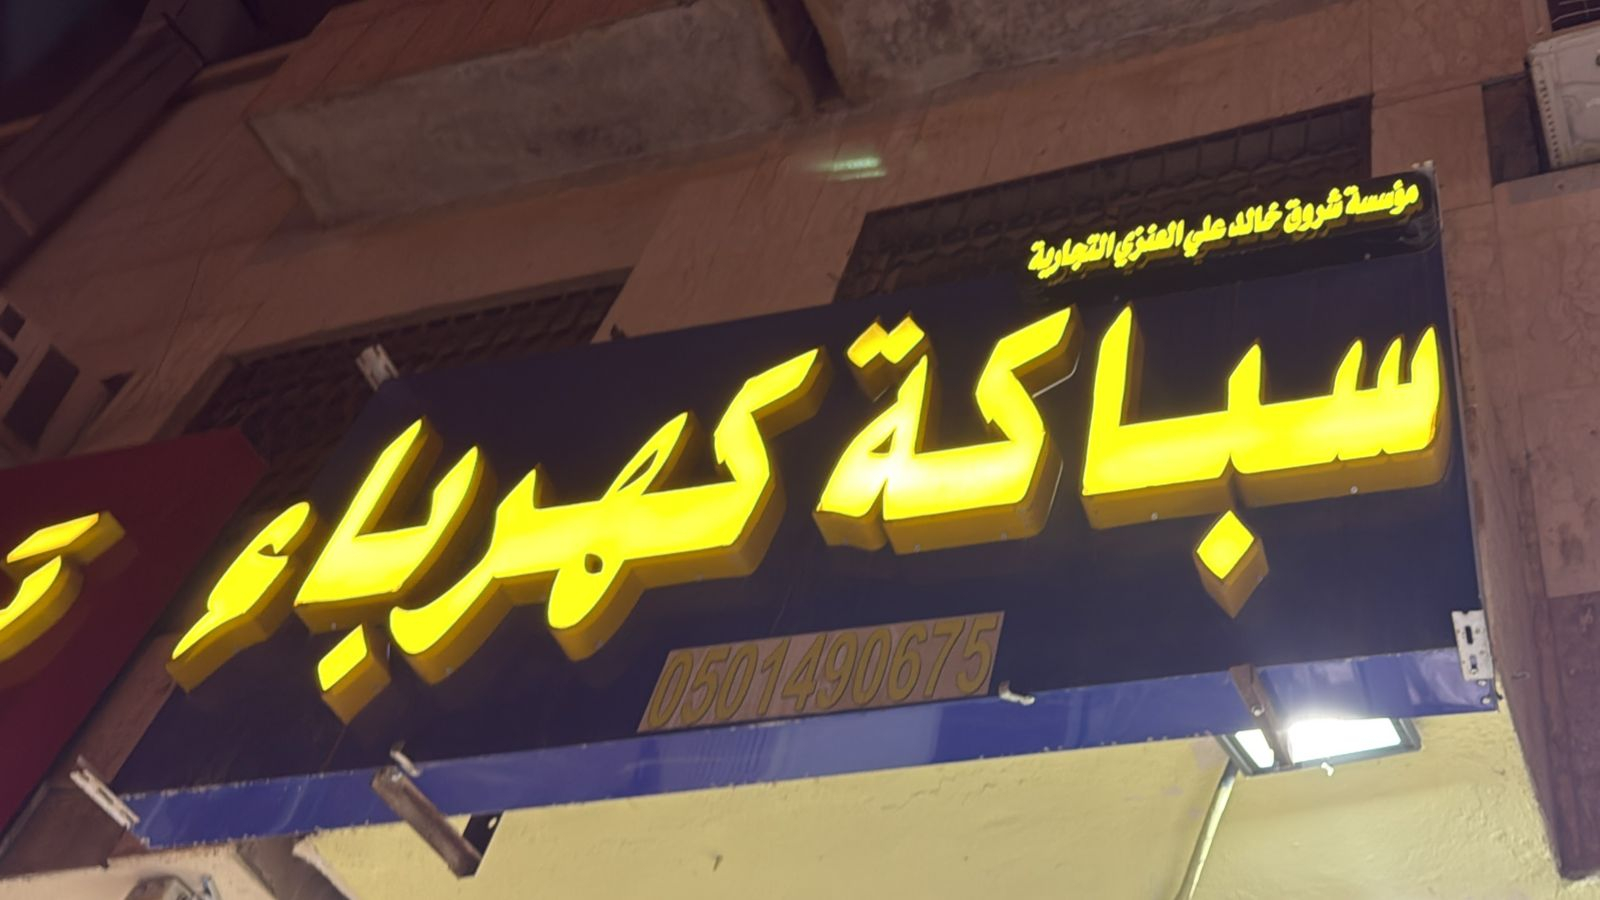 مؤسسة شروق خالد علي العنزي التجارية
سباكة كهرباء
0501490675